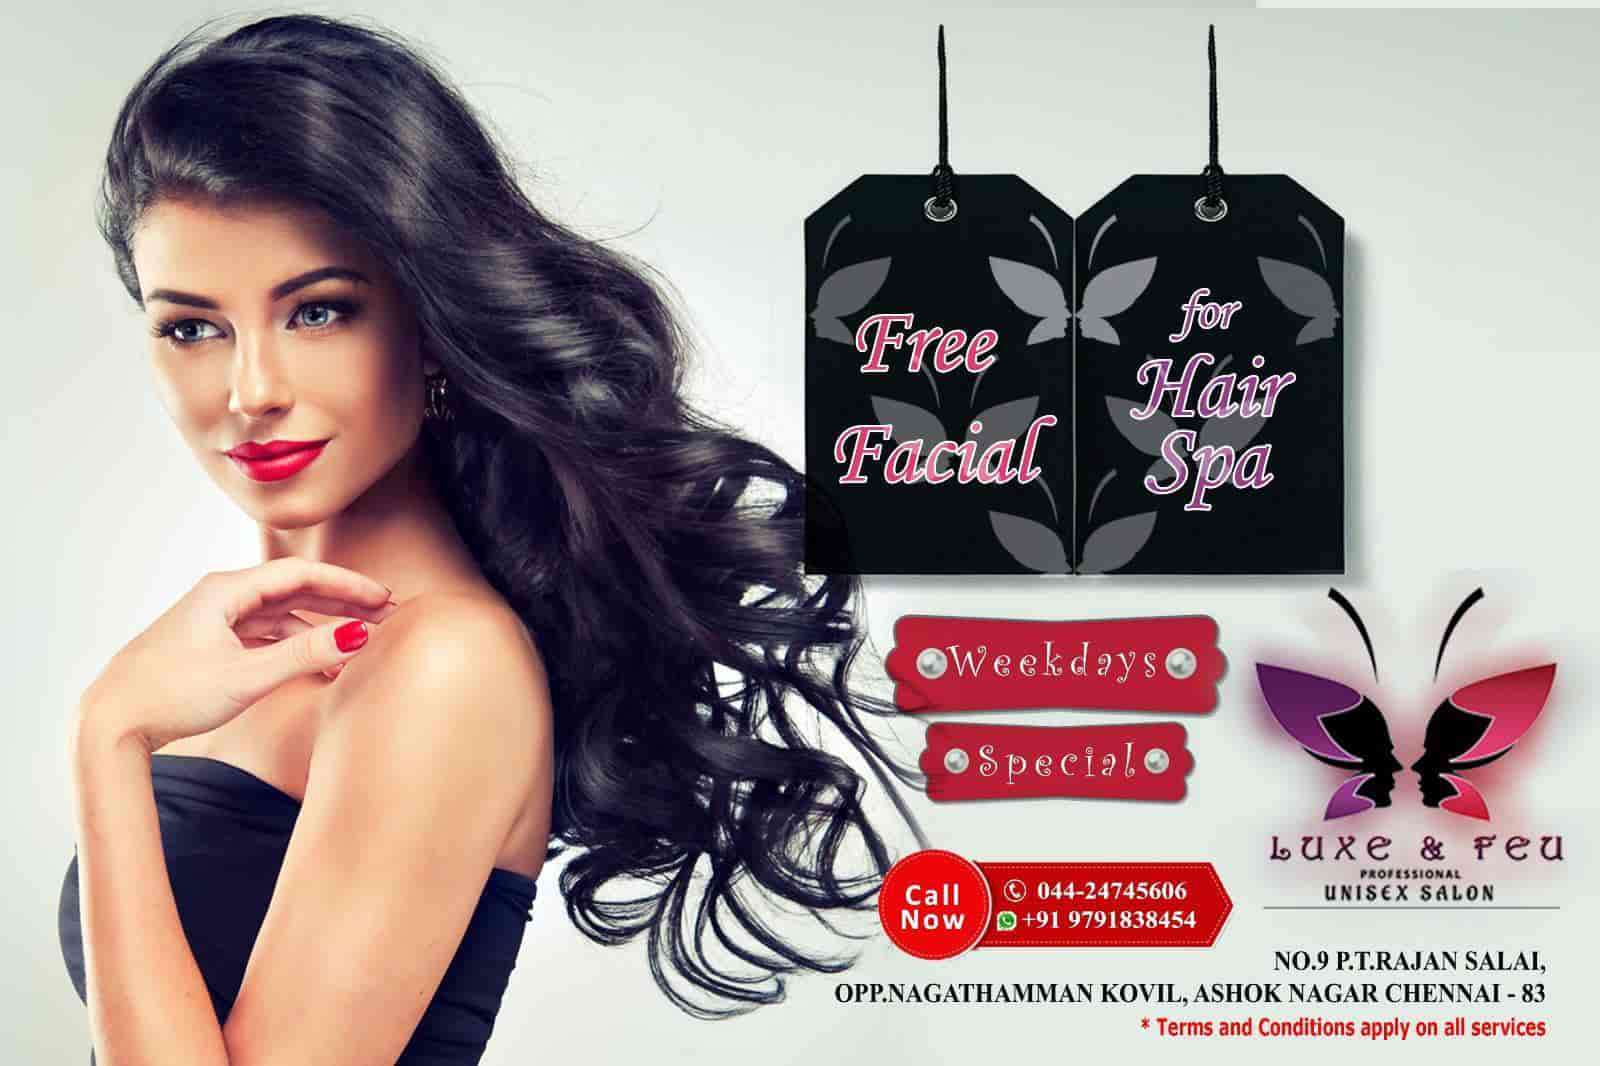 Free
Facial
for
Hair
Spa
Weekdays
Special
Call
Now
044-24745606
+91 9791838454
LUXE & FEU
PROFESSIONAL
UNISEX SALON
NO.9 P.T.RAJAN SALAI,
OPP.NAGATHAMMAN KOVIL, ASHOK NAGAR CHENNAI - 83
* Terms and Conditions apply on all services